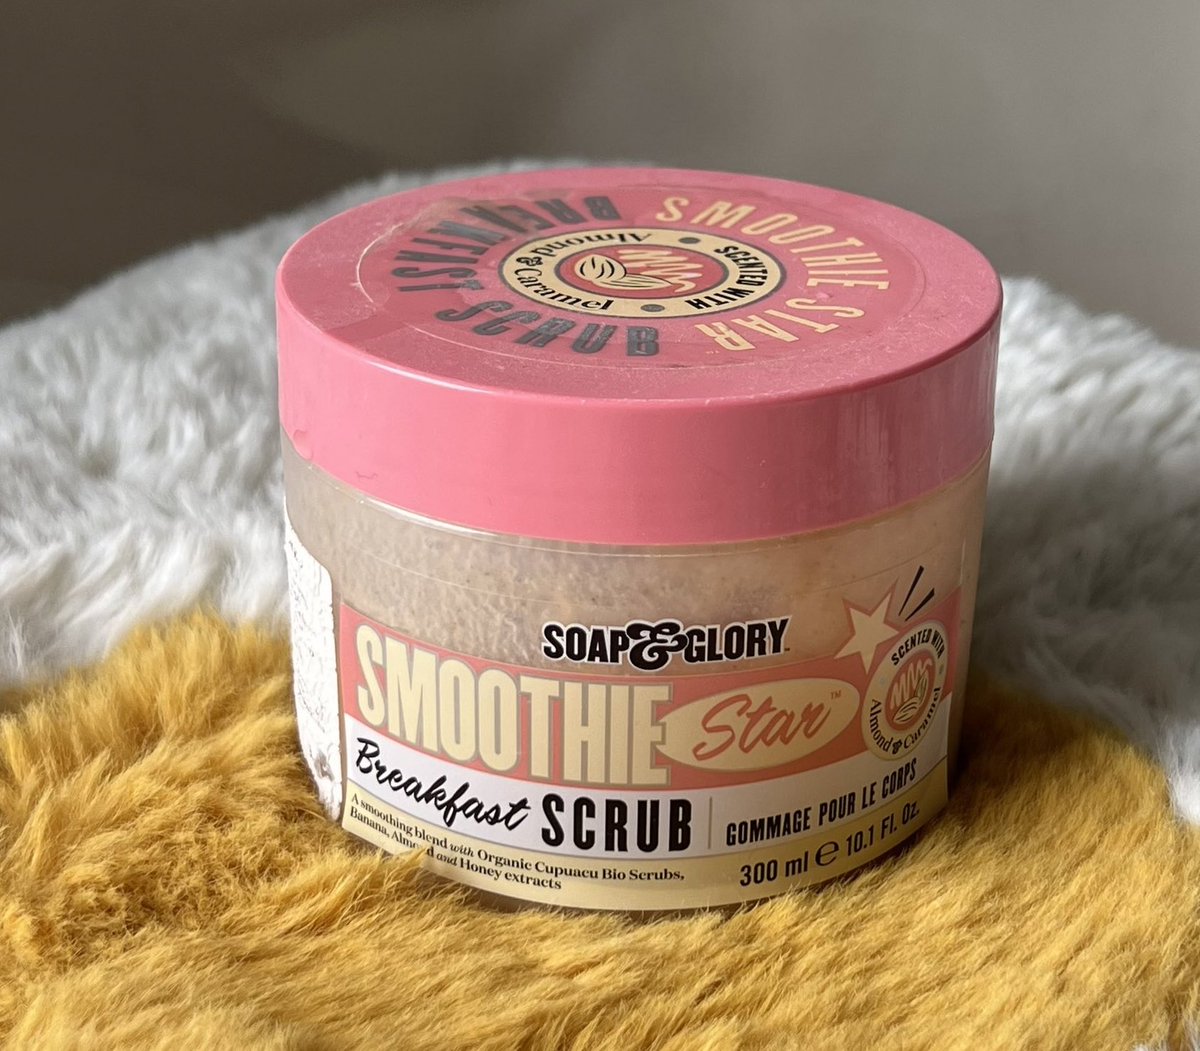 SMOOTHIE STAR
BREAKFAST SCRUB
SCENTED WITH
Almond & Caramel
SOAP & GLORY™
SMOOTHIE Star™
SCENTED WITH
Almond & Caramel
Breakfast SCRUB
GOMMAGE POUR LE CORPS
A smoothing blend with Organic Cupuacu Bio Scrubs,
Banana, Almond and Honey extracts
300 ml ℮ 10.1 Fl. Oz.